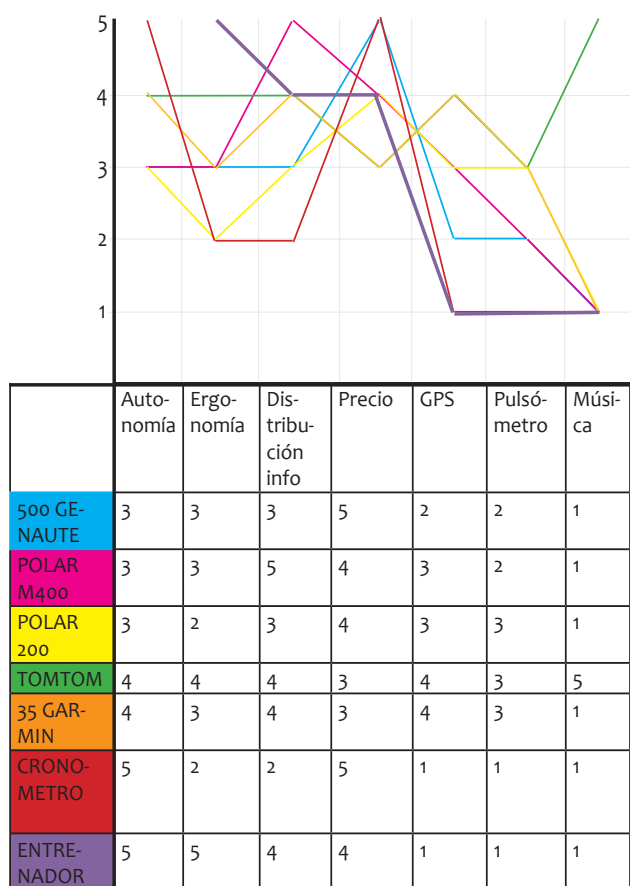 5
4
3
2
1
Auto-
nomía
Ergo-
nomía
Dis-
tribu-
ción
info
Precio
GPS
Pulsó-
metro
Músi-
ca
500 GE-
NAUTE
3 3 3 5 2 2 1
POLAR
M400
3 3 5 4 3 2 1
POLAR
200
3 2 3 4 3 3 1
TOMTOM 4 4 4 3 4 3 5
35 GAR-
MIN
4 3 4 3 4 3 1
CRONO-
METRO
5 2 2 5 1 1 1
ENTRE-
NADOR
5 5 4 4 1 1 1